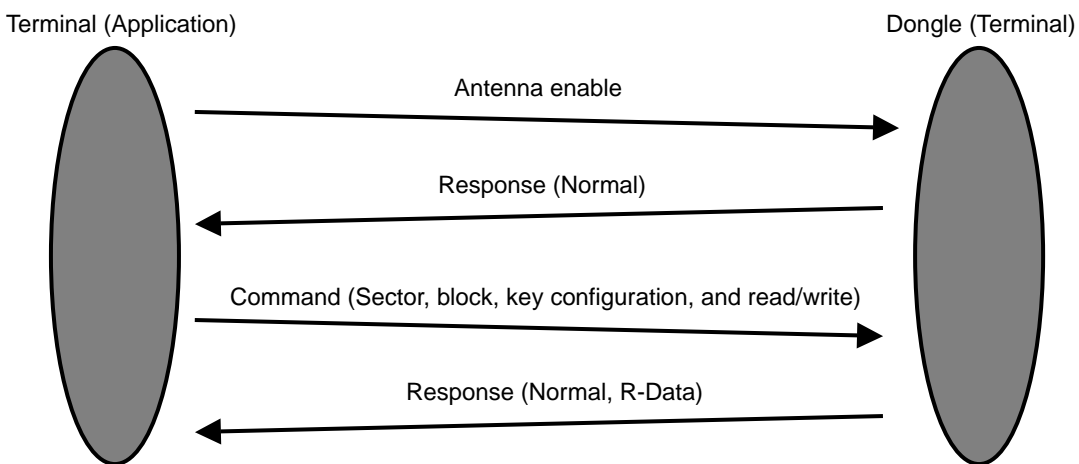 Terminal (Application)
Dongle (Terminal)
Antenna enable
Response (Normal)
Command (Sector, block, key configuration, and read/write)
Response (Normal, R-Data)